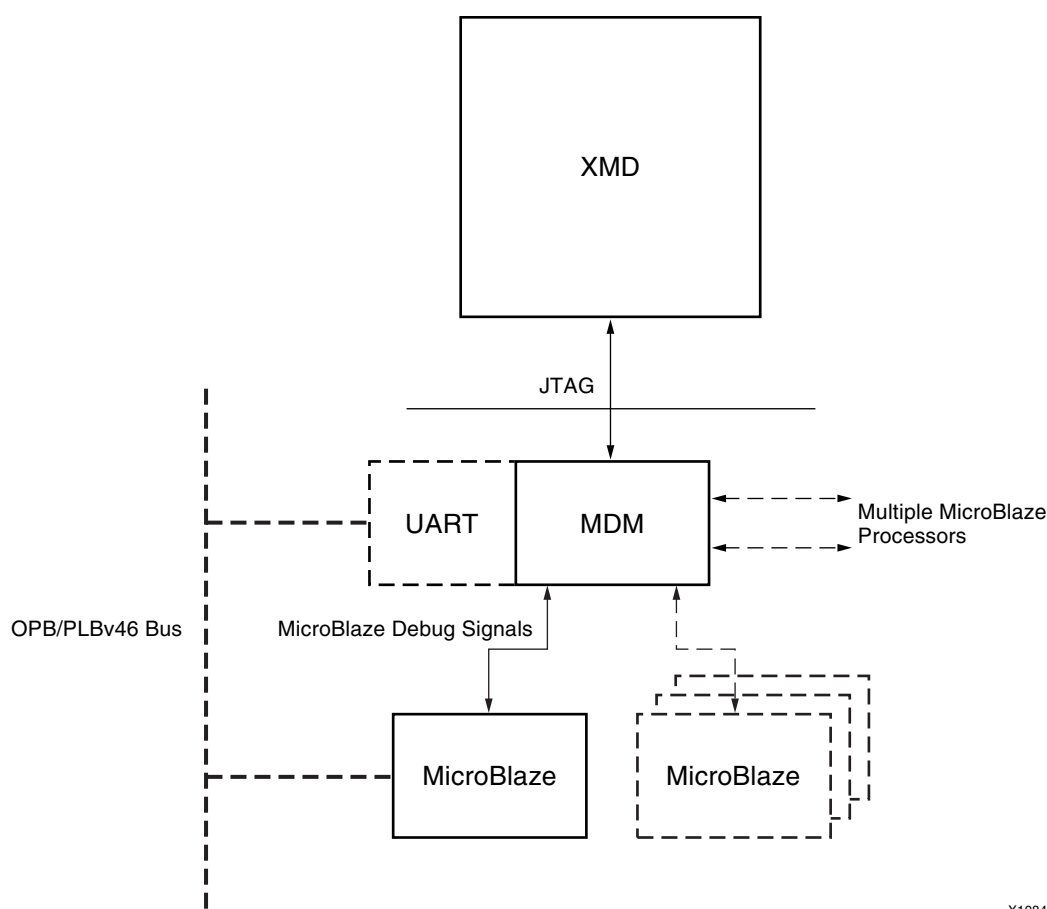 XMD
JTAG
UART
MDM
Multiple MicroBlaze
Processors
OPB/PLBv46 Bus
MicroBlaze Debug Signals
MicroBlaze
MicroBlaze